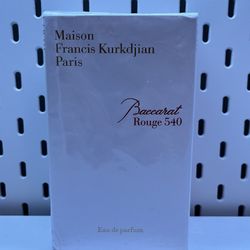 Maison
Francis Kurkdjian
Paris
Baccarat
Rouge 540
Eau de parfum